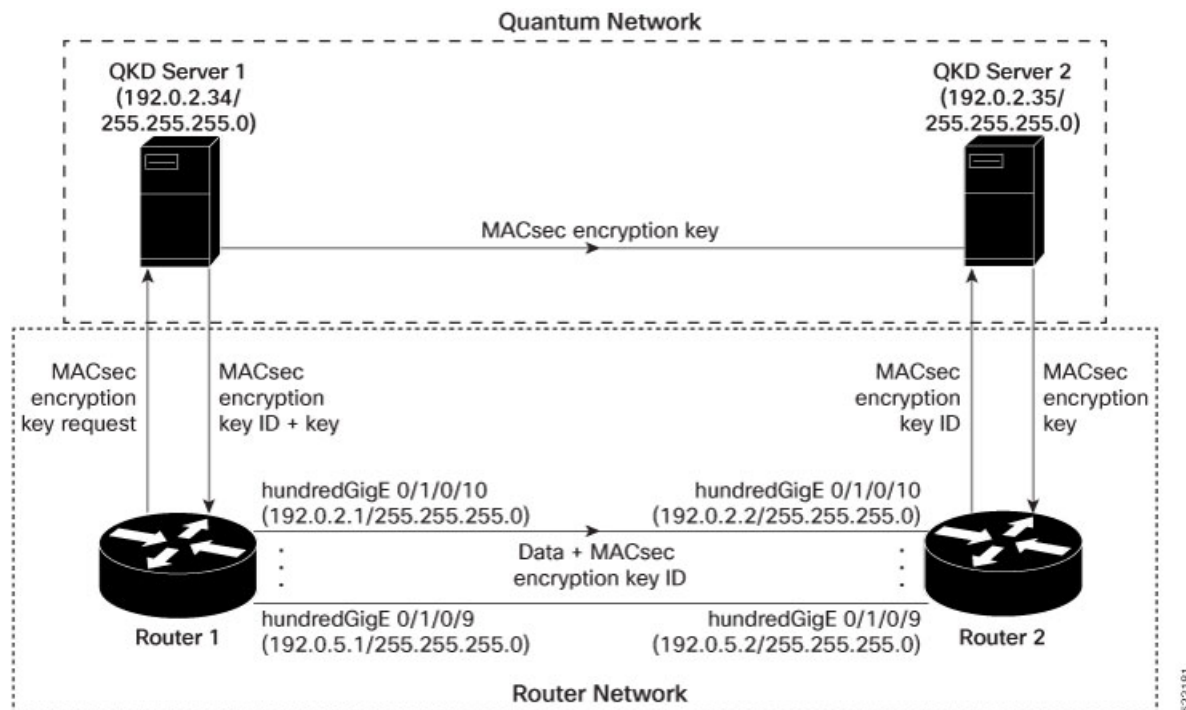 Quantum Network
QKD Server 1
(192.0.2.34/
255.255.255.0)
QKD Server 2
(192.0.2.35/
255.255.255.0)
MACsec encryption key
MACsec
encryption
key request
MACsec
encryption
key ID + key
MACsec
encryption
key ID
MACsec
encryption
key
hundredGigE 0/1/0/10
(192.0.2.1/255.255.255.0)
hundredGigE 0/1/0/10
(192.0.2.2/255.255.255.0)
Data + MACsec
encryption key ID
hundredGigE 0/1/0/9
(192.0.5.1/255.255.255.0)
hundredGigE 0/1/0/9
(192.0.5.2/255.255.255.0)
Router 1
Router 2
Router Network